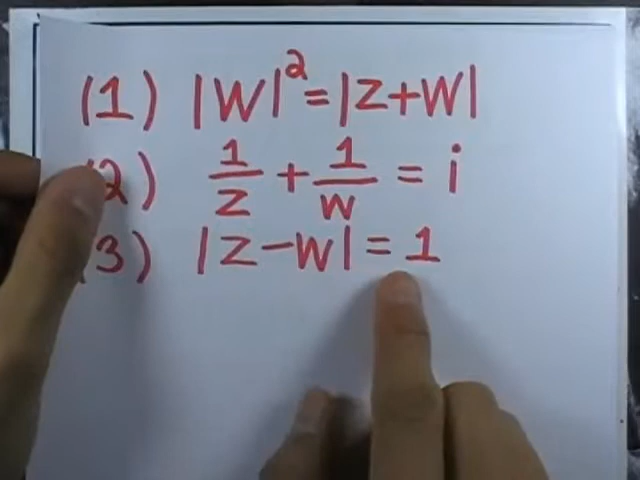 (1) |W|² = |Z+W|
(2) 1/Z + 1/W = i
(3) |Z-W| = 1